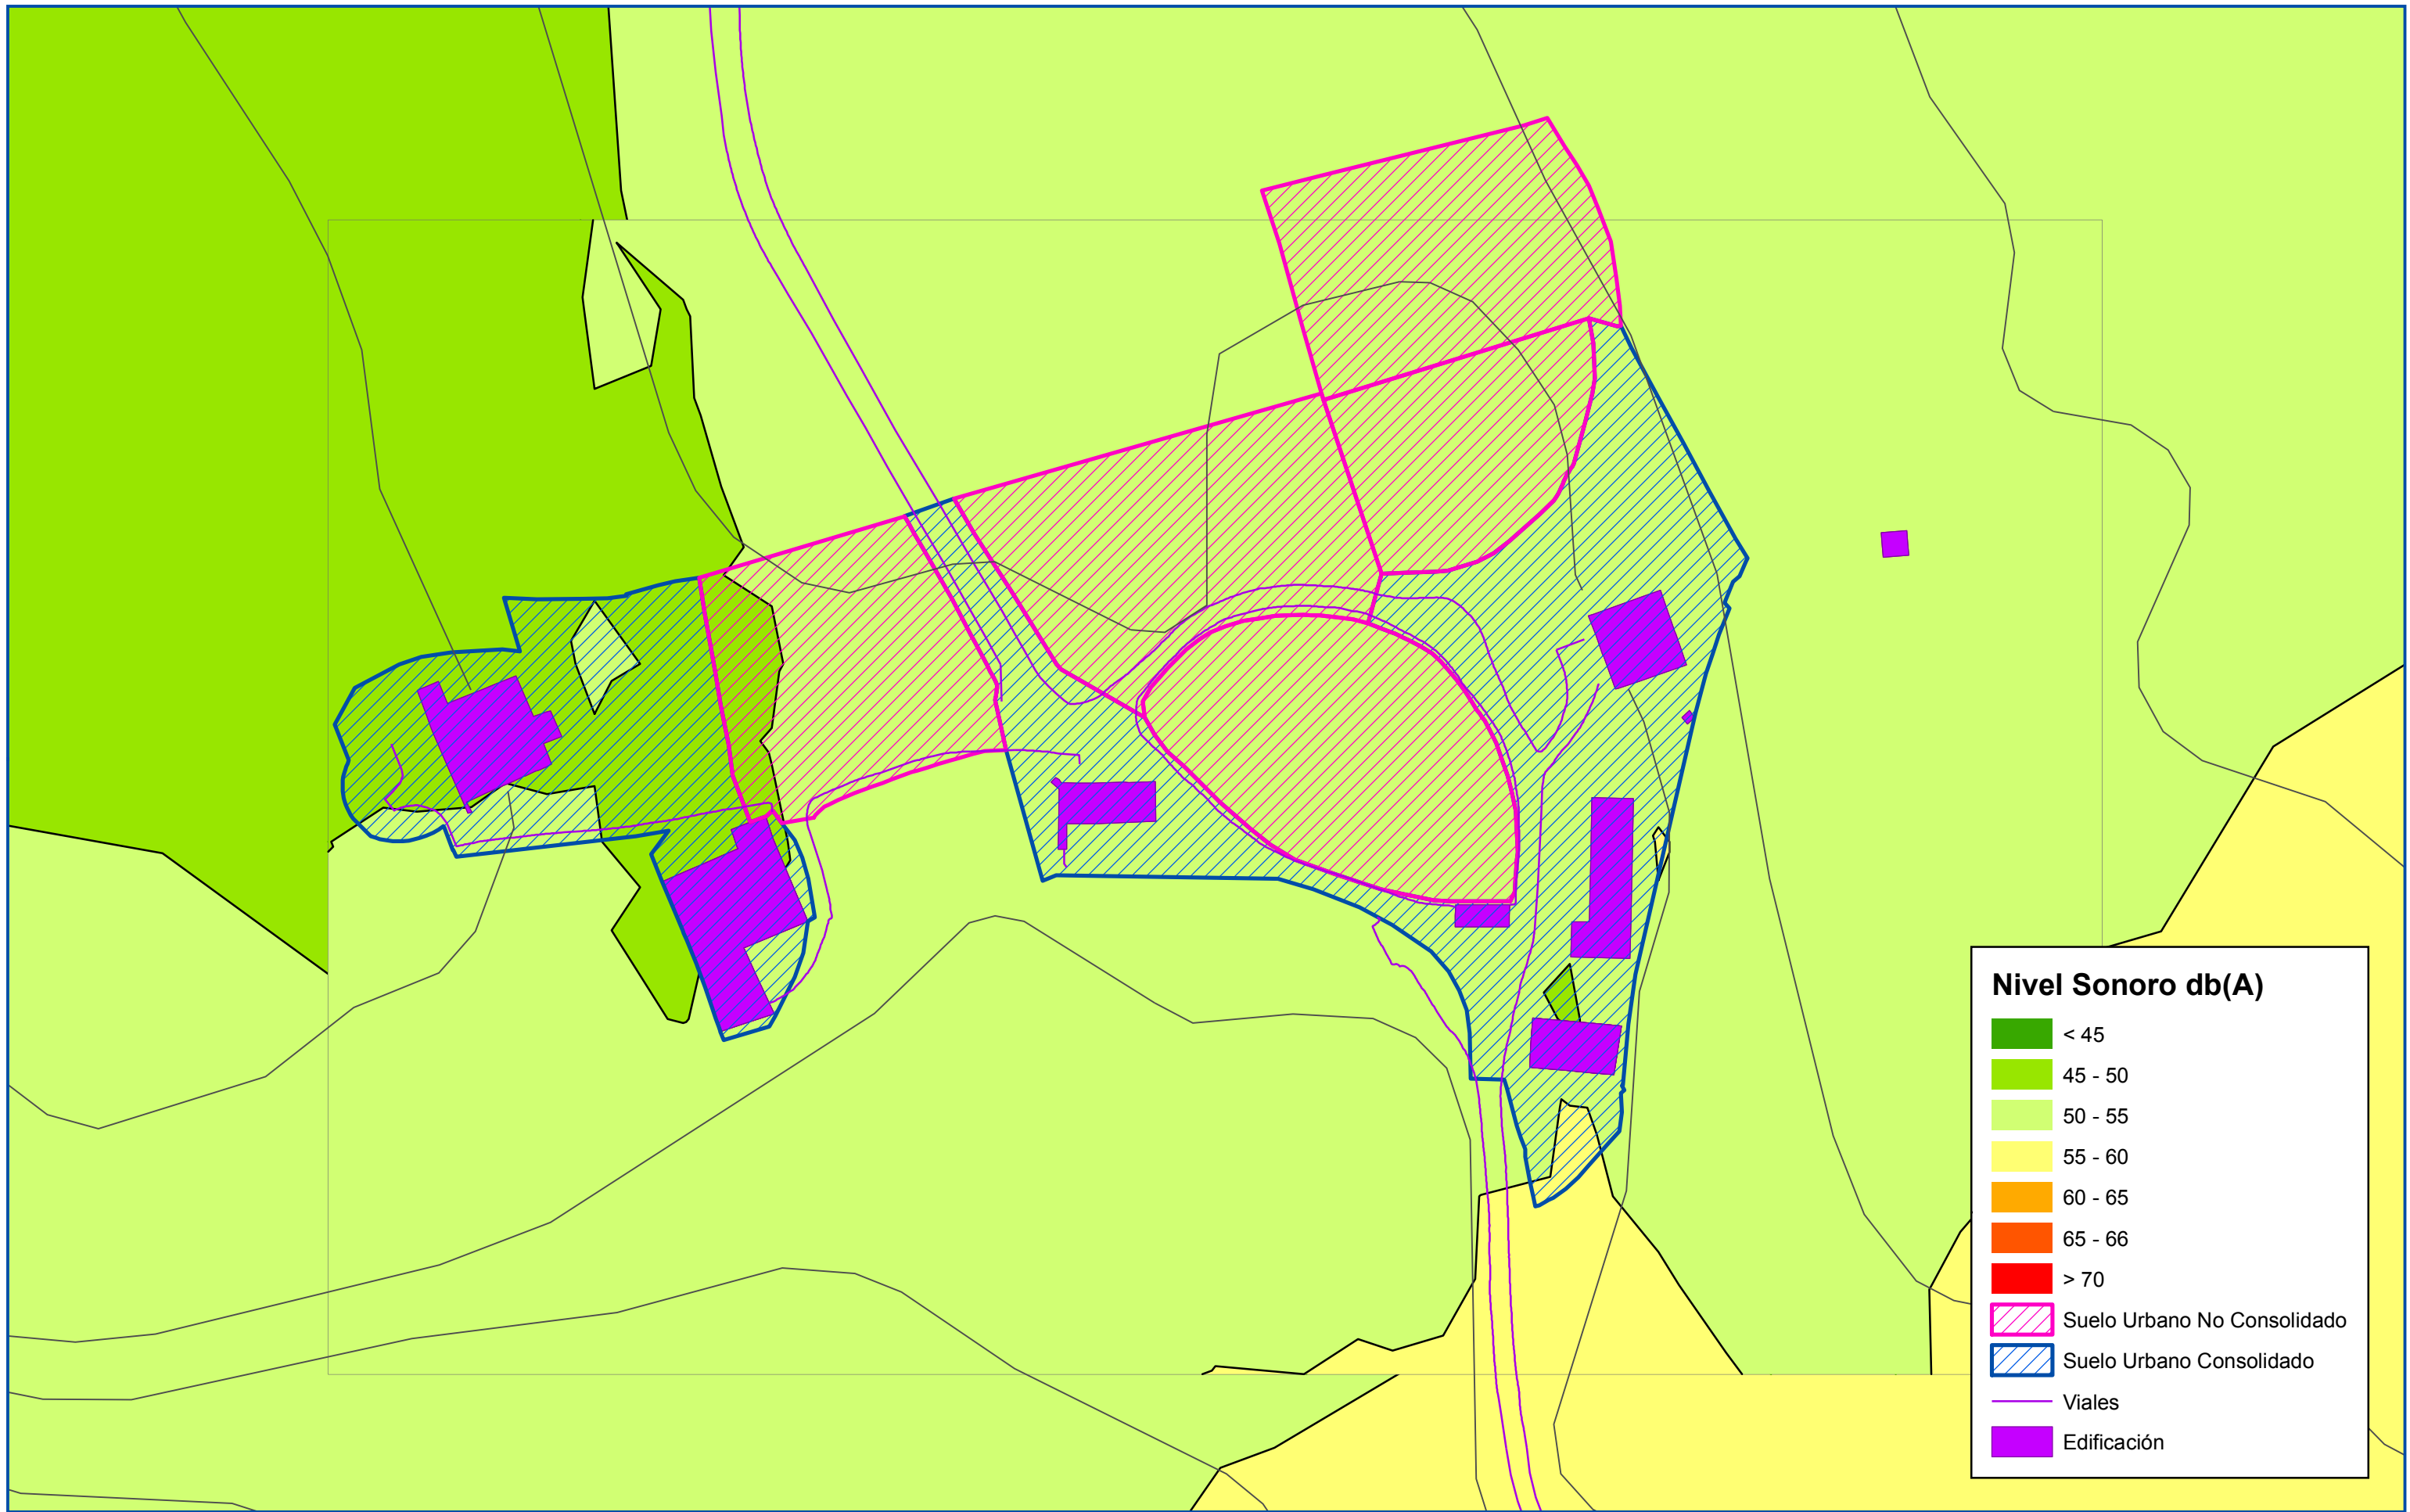 Nivel Sonoro db(A)
< 45
45 - 50
50 - 55
55 - 60
60 - 65
65 - 66
> 70
Suelo Urbano No Consolidado
Suelo Urbano Consolidado
Viales
Edificación